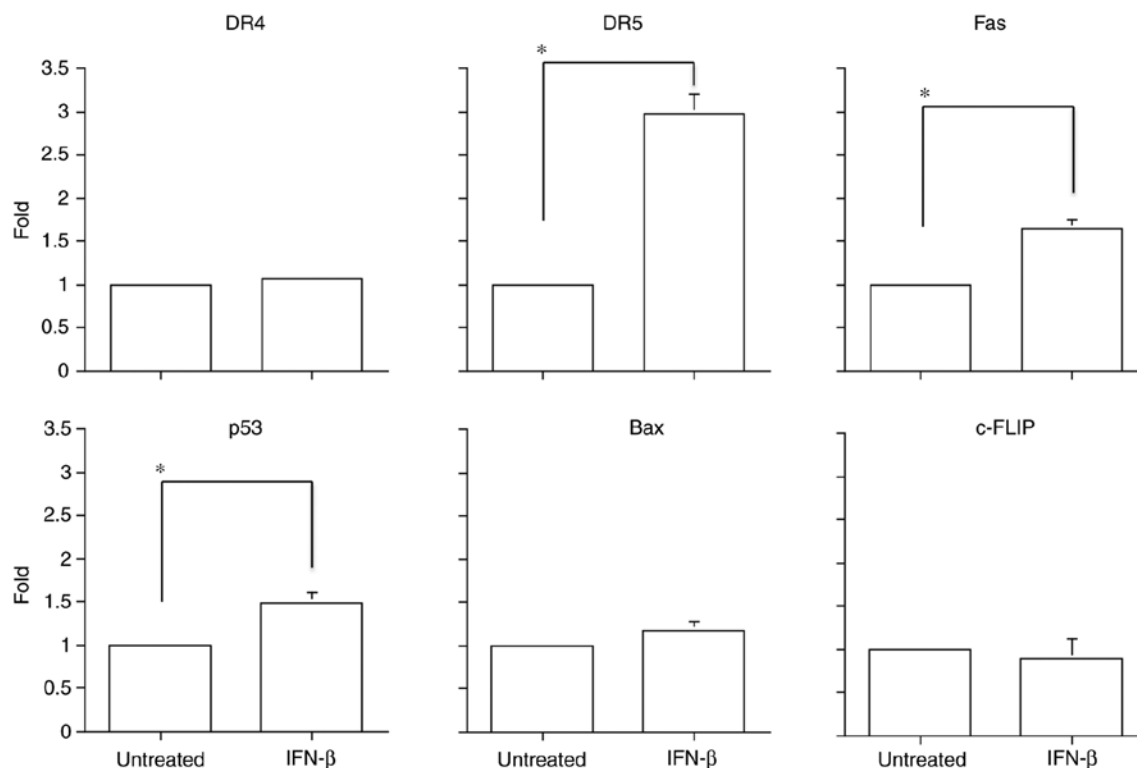 DR4
DR5
Fas
3.5
3
2.5
2
1.5
1
0.5
0
Fold
*
*
p53
Bax
c-FLIP
3.5
3
2.5
2
1.5
1
0.5
0
Fold
*
Untreated IFN-β
Untreated IFN-β
Untreated IFN-β